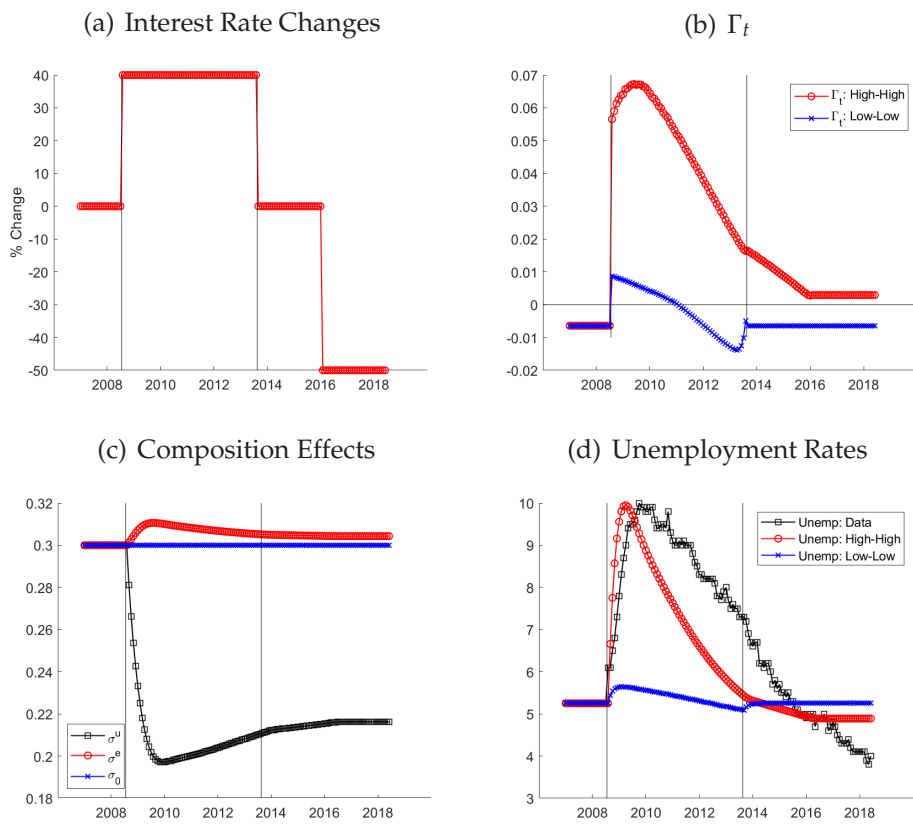 (a) Interest Rate Changes
40
30
20
10
0
-10
-20
-30
-40
-50
% Change
2008 2010 2012 2014 2016 2018
(b) Γt
0.07
0.06
0.05
0.04
0.03
0.02
0.01
0
-0.01
-0.02
Γt: High-High
Γt: Low-Low
2008 2010 2012 2014 2016 2018
(c) Composition Effects
0.32
0.3
0.28
0.26
0.24
0.22
0.2
0.18
σ^u
σ^e
σ0
2008 2010 2012 2014 2016 2018
(d) Unemployment Rates
10
9
8
7
6
5
4
3
Unemp: Data
Unemp: High-High
Unemp: Low-Low
2008 2010 2012 2014 2016 2018